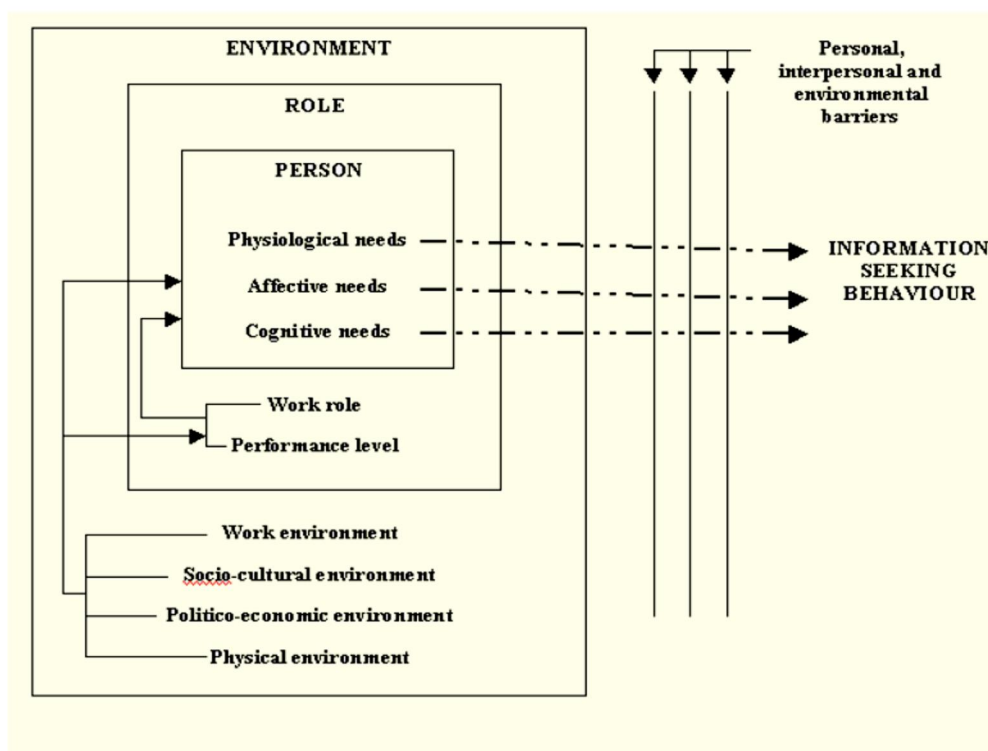 ENVIRONMENT
ROLE
PERSON
Physiological needs
Affective needs
Cognitive needs
Work role
Performance level
Work environment
Socio-cultural environment
Politico-economic environment
Physical environment
Personal,
interpersonal and
environmental
barriers
INFORMATION
SEEKING
BEHAVIOUR